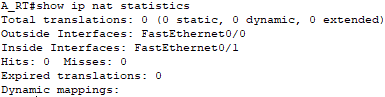 A_RT#show ip nat statistics
Total translations: 0 (0 static, 0 dynamic, 0 extended)
Outside Interfaces: FastEthernet0/0
Inside Interfaces: FastEthernet0/1
Hits: 0  Misses: 0
Expired translations: 0
Dynamic mappings: